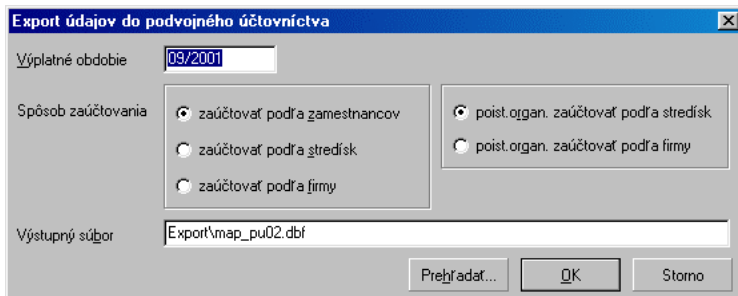 Export údajov do podvojného účtovníctva
Výplatné obdobie 09/2001
Spôsob zaúčtovania
zaúčtovať podľa zamestnancov
zaúčtovať podľa stredísk
zaúčtovať podľa firmy
poist.organ. zaúčtovať podľa stredísk
poist.organ. zaúčtovať podľa firmy
Výstupný súbor Export\map_pu02.dbf
Prehľadať... OK Storno